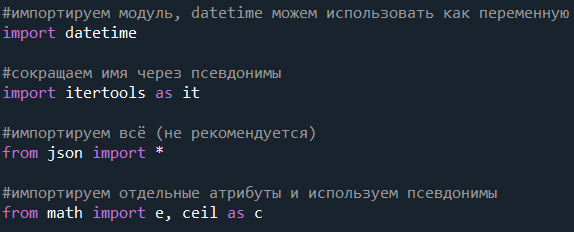 #импортируем модуль, datetime можем использовать как переменную
import datetime
#сокращаем имя через псевдонимы
import itertools as it
#импортируем всё (не рекомендуется)
from json import *
#импортируем отдельные атрибуты и используем псевдонимы
from math import e, ceil as c